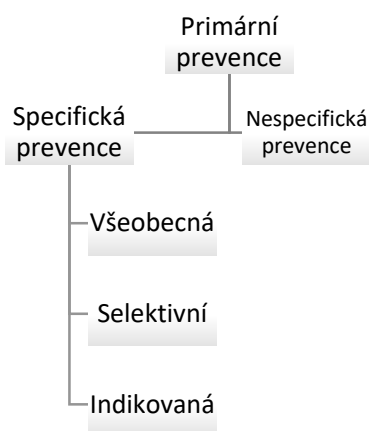 Primární
prevence
Specifická
prevence
Nespecifická
prevence
Všeobecná
Selektivní
Indikovaná